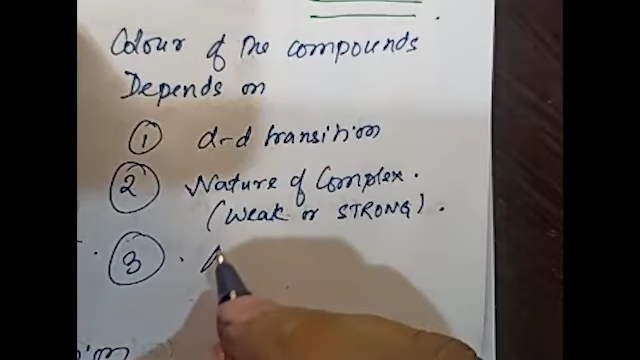 Colour of the compounds
Depends on
① d-d transition
② Nature of Complex.
(Weak or STRONG).
③ .